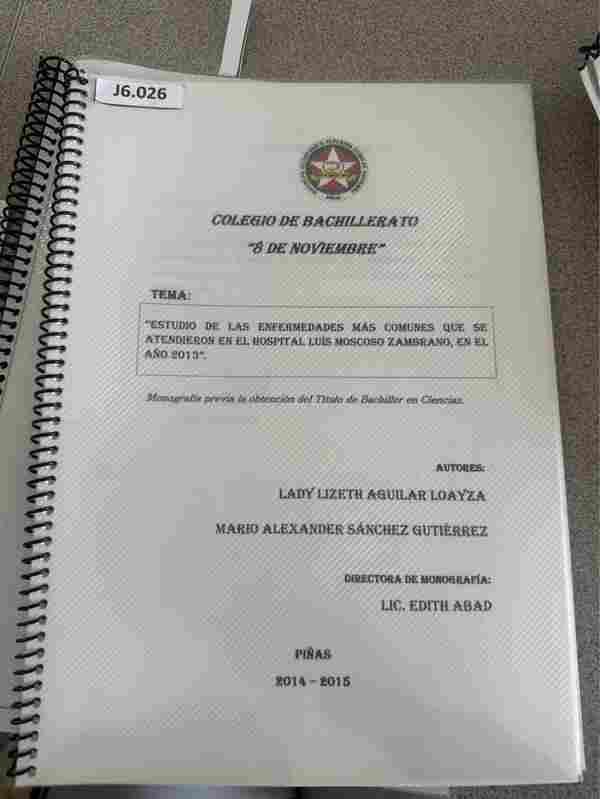 J6.026
COLEGIO DE BACHILLERATO
"8 DE NOVIEMBRE"
TEMA:
"ESTUDIO DE LAS ENFERMEDADES MÁS COMUNES QUE SE
ATENDIERON EN EL HOSPITAL LUÍS MOSCOSO ZAMBRANO, EN EL
AÑO 2013".
Monografía previa la obtención del Título de Bachiller en Ciencias.
AUTORES:
LADY LIZETH AGUILAR LOAYZA
MARIO ALEXANDER SÁNCHEZ GUTIÉRREZ
DIRECTORA DE MONOGRAFÍA:
LIC. EDITH ABAD
PIÑAS
2014 – 2015